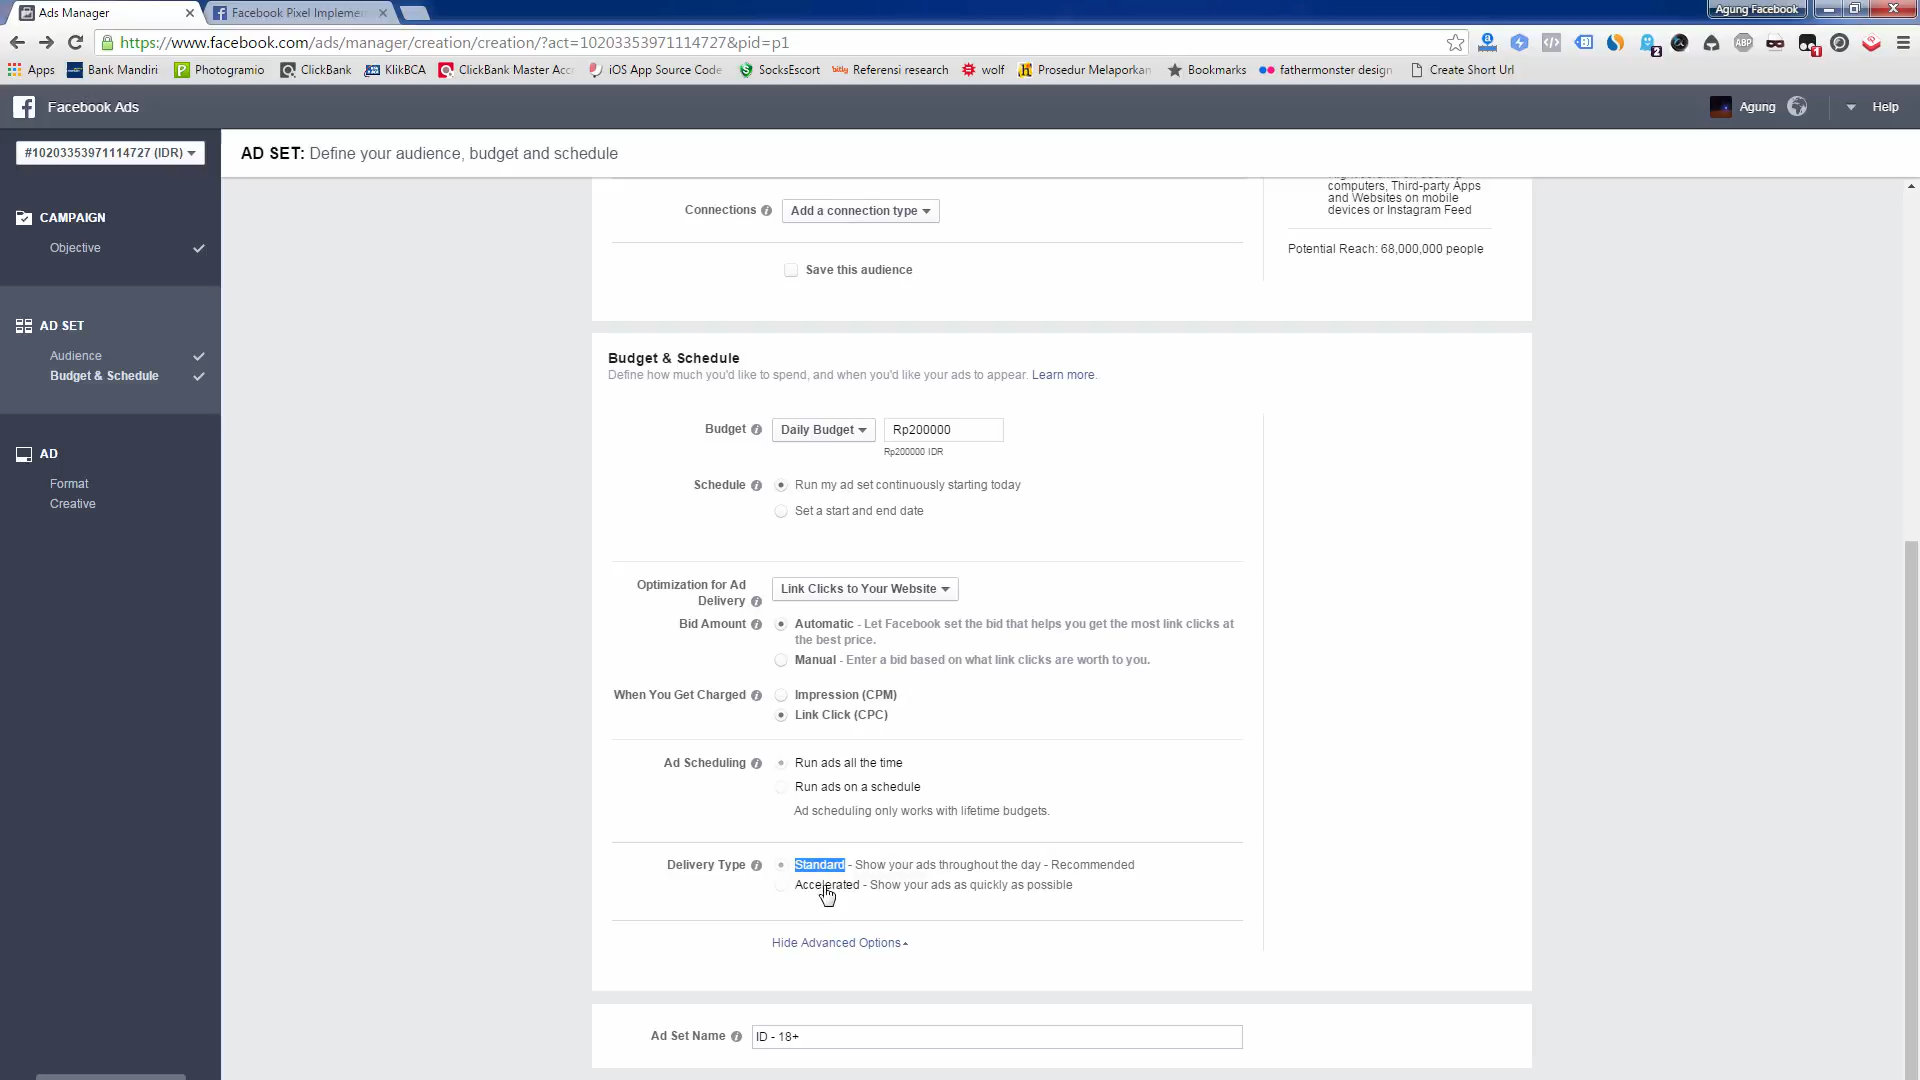 Ads Manager
Facebook Pixel Implemen
Agung Facebook
https://www.facebook.com/ads/manager/creation/creation/?act=10203353971114727&pid=p1
Apps
Bank Mandiri
Photogramio
ClickBank
KlikBCA
ClickBank Master Acc
iOS App Source Code
SocksEscort
Referensi research
wolf
Prosedur Melaporkan
Bookmarks
fathermonster design
Create Short Url
Facebook Ads
Agung
Help
#10203353971114727 (IDR)
AD SET: Define your audience, budget and schedule
CAMPAIGN
Objective
AD SET
Audience
Budget & Schedule
AD
Format
Creative
Connections
Add a connection type
Save this audience
computers, Third-party Apps
and Websites on mobile
devices or Instagram Feed
Potential Reach: 68,000,000 people
Budget & Schedule
Define how much you'd like to spend, and when you'd like your ads to appear. Learn more.
Budget
Daily Budget
Rp200000
Rp200000 IDR
Schedule
Run my ad set continuously starting today
Set a start and end date
Optimization for Ad
Delivery
Link Clicks to Your Website
Bid Amount
Automatic - Let Facebook set the bid that helps you get the most link clicks at
the best price.
Manual - Enter a bid based on what link clicks are worth to you.
When You Get Charged
Impression (CPM)
Link Click (CPC)
Ad Scheduling
Run ads all the time
Run ads on a schedule
Ad scheduling only works with lifetime budgets.
Delivery Type
Standard - Show your ads throughout the day - Recommended
Accelerated - Show your ads as quickly as possible
Hide Advanced Options
Ad Set Name
ID - 18+